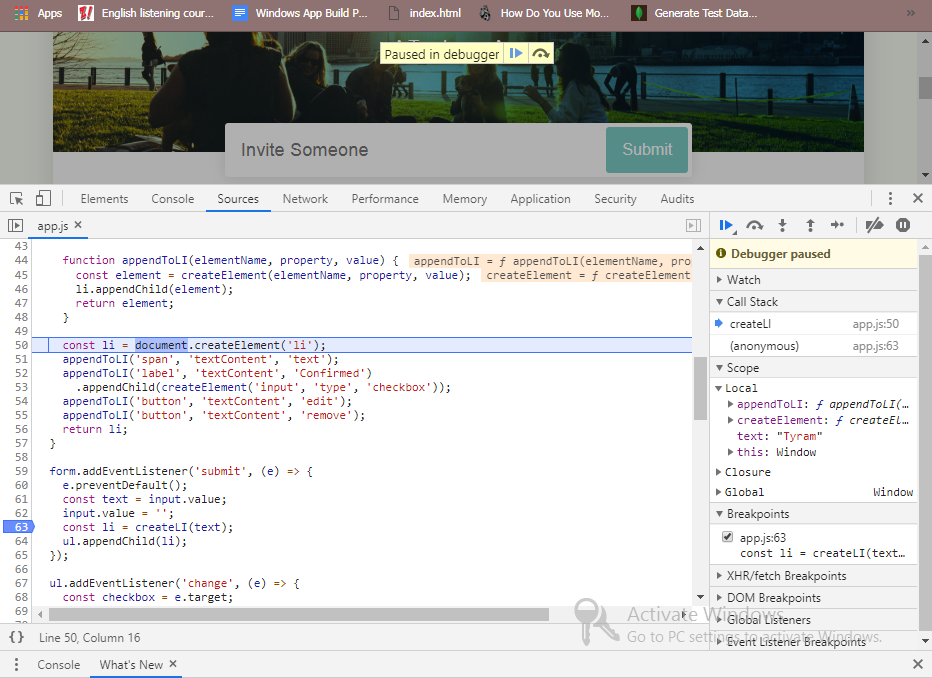 Apps English listening cour... Windows App Build P... index.html How Do You Use Mo... Generate Test Data... »
Paused in debugger
Invite Someone Submit
Elements Console Sources Network Performance Memory Application Security Audits
app.js ×
43
44 function appendToLI(elementName, property, value) { appendToLI = ƒ appendToLI(elementName, pro
45 const element = createElement(elementName, property, value); createElement = ƒ createElement
46 li.appendChild(element);
47 return element;
48 }
49
50 const li = document.createElement('li');
51 appendToLI('span', 'textContent', 'text');
52 appendToLI('label', 'textContent', 'Confirmed')
53 .appendChild(createElement('input', 'type', 'checkbox'));
54 appendToLI('button', 'textContent', 'edit');
55 appendToLI('button', 'textContent', 'remove');
56 return li;
57 }
58
59 form.addEventListener('submit', (e) => {
60 e.preventDefault();
61 const text = input.value;
62 input.value = '';
63 const li = createLI(text);
64 ul.appendChild(li);
65 });
66
67 ul.addEventListener('change', (e) => {
68 const checkbox = e.target;
69
{} Line 50, Column 16
Debugger paused
Watch
Call Stack
createLI app.js:50
(anonymous) app.js:63
Scope
Local
appendToLI: ƒ appendToLI(…
createElement: ƒ createEL…
text: "Tyram"
this: Window
Closure
Global Window
Breakpoints
app.js:63
const li = createLI(text…
XHR/fetch Breakpoints
DOM Breakpoints
Global Listeners
Event Listener Breakpoints
Activate Windows
Go to PC settings to activate Windows.
Console What's New ×